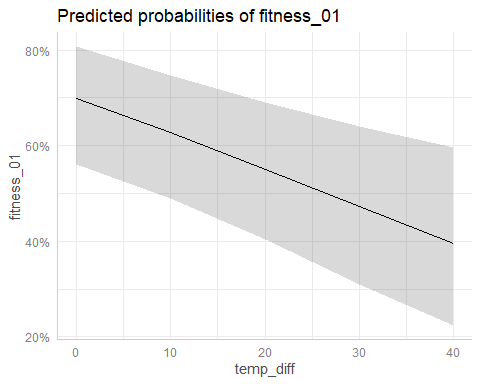 Predicted probabilities of fitness_01
80%
60%
40%
20%
fitness_01
0 10 20 30 40
temp_diff